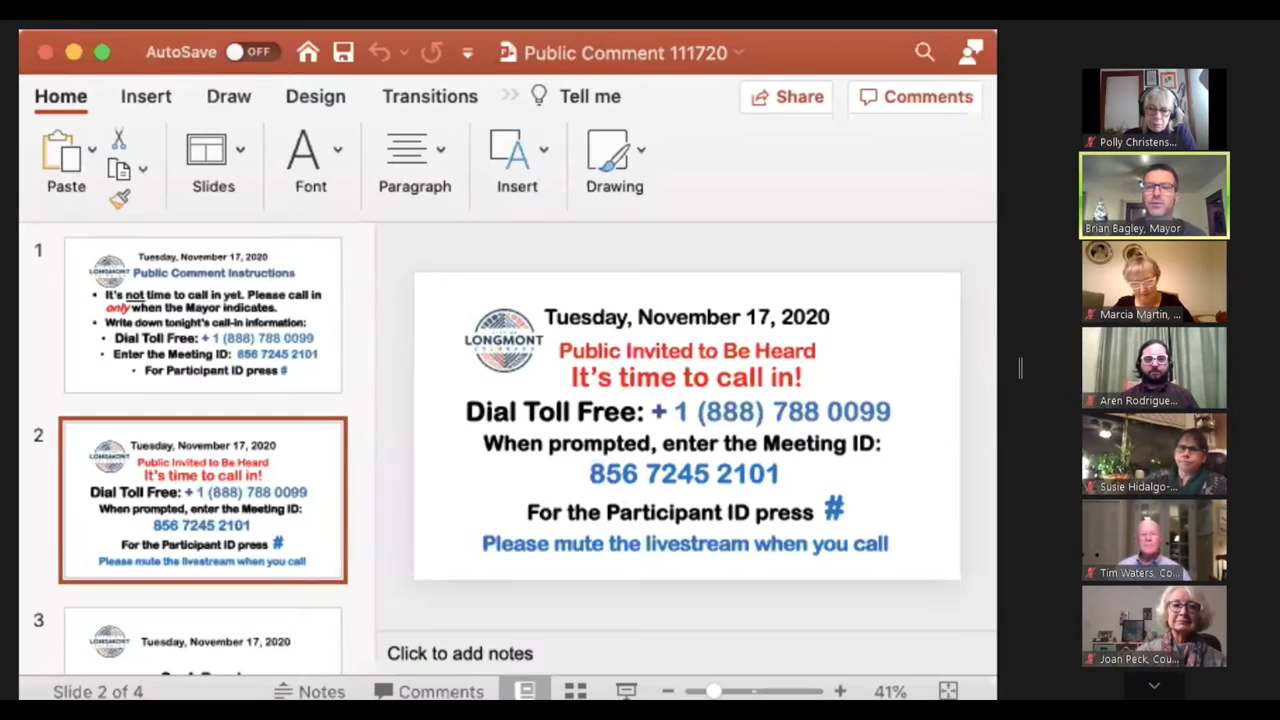 AutoSave
OFF
Public Comment 111720
Home
Insert
Draw
Design
Transitions
Tell me
Share
Comments
Paste
Slides
Font
Paragraph
Insert
Drawing
1
Tuesday, November 17, 2020
LONGMONT
Public Comment Instructions
• It's not time to call in yet. Please call in
only when the Mayor indicates.
• Write down tonight's call-in information:
• Dial Toll Free: + 1 (888) 788 0099
• Enter the Meeting ID: 856 7245 2101
• For Participant ID press #
2
Tuesday, November 17, 2020
LONGMONT
Public Invited to Be Heard
It's time to call in!
Dial Toll Free: + 1 (888) 788 0099
When prompted, enter the Meeting ID:
856 7245 2101
For the Participant ID press #
Please mute the livestream when you call
3
LONGMONT
Tuesday, November 17, 2020
Tuesday, November 17, 2020
LONGMONT
COLORADO
Public Invited to Be Heard
It's time to call in!
Dial Toll Free: + 1 (888) 788 0099
When prompted, enter the Meeting ID:
856 7245 2101
For the Participant ID press #
Please mute the livestream when you call
Click to add notes
Slide 2 of 4
Notes
Comments
41%
Polly Christens...
Brian Bagley, Mayor
Marcia Martin, ...
Aren Rodrigue...
Susie Hidalgo-...
Tim Waters, Co...
Joan Peck, Cou...